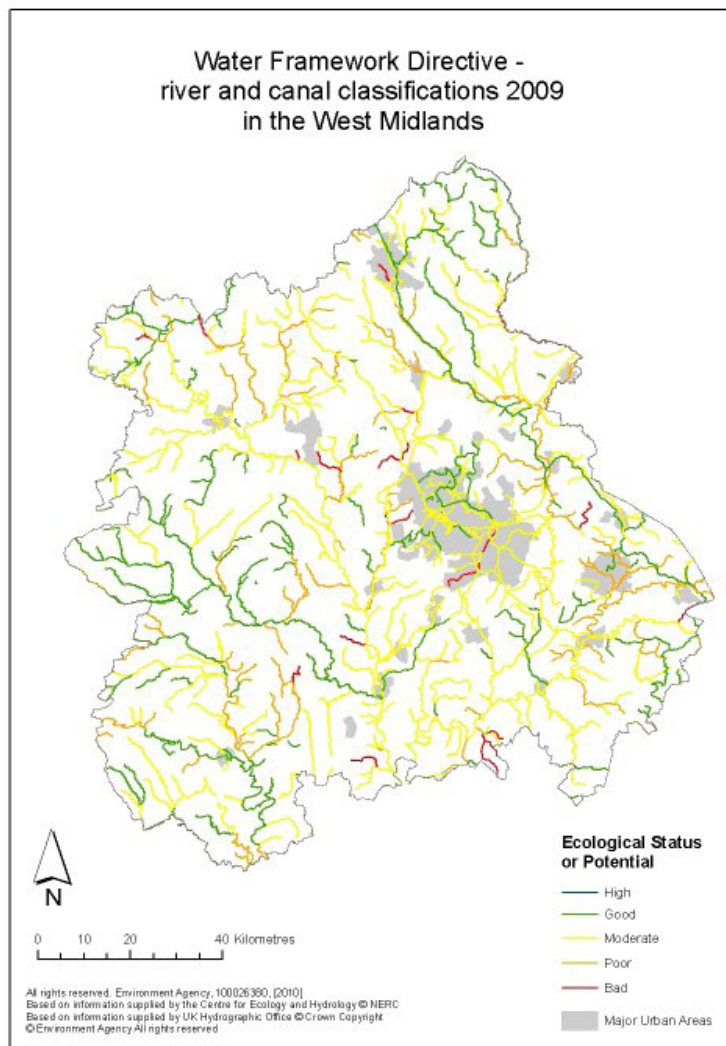 Water Framework Directive -
river and canal classifications 2009
in the West Midlands
Ecological Status
or Potential
High
Good
Moderate
Poor
Bad
Major Urban Areas
N
0 10 20 40 Kilometres
All rights reserved. Environment Agency, 100026380, [2010]
Based on information supplied by the Centre for Ecology and Hydrology © NERC
Based on information supplied by UK Hydrographic Office © Crown Copyright
© Environment Agency All rights reserved